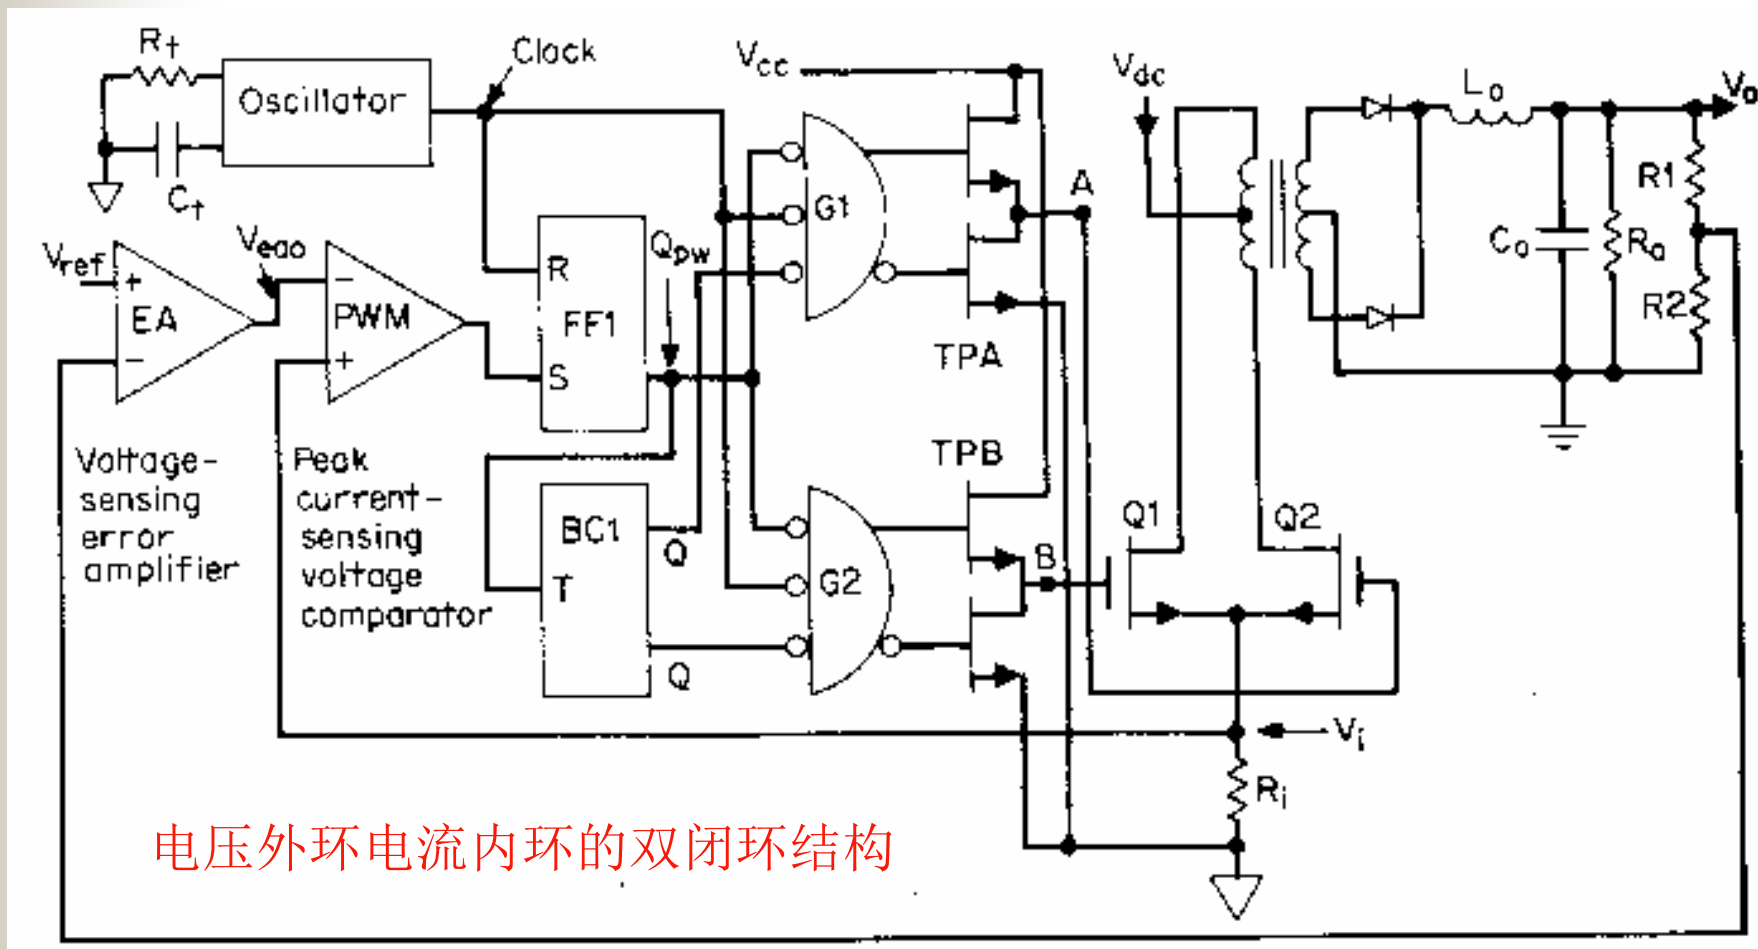 R†
Oscillator
Clock
C†
Vcc
Vdc
Lo
Vo
R1
Co
Ro
R2
G1
A
Vref
+
EA
−
Veao
−
PWM
+
R
FF1
S
Qpw
TPA
Voltage-
sensing
error
amplifier
Peak
current-
sensing
voltage
comparator
BC1
Q
T
Q
TPB
G2
B
Q1
Q2
Vi
Ri
电压外环电流内环的双闭环结构